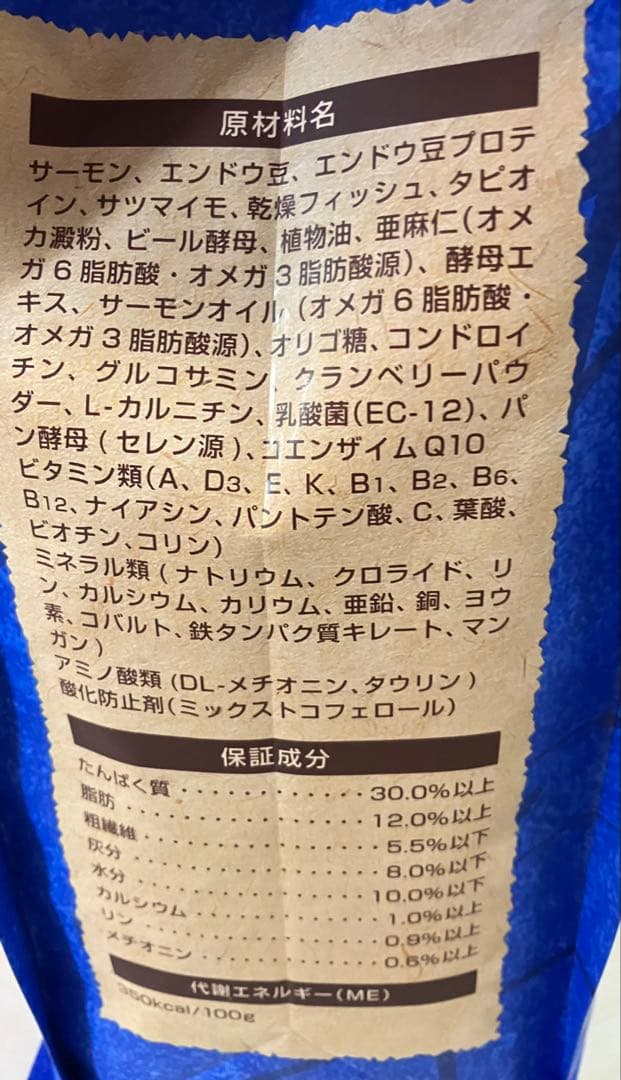 原材料名
サーモン、エンドウ豆、エンドウ豆プロテ
イン、サツマイモ、乾燥フィッシュ、タピオ
カ澱粉、ビール酵母、植物油、亜麻仁(オメ
ガ6脂肪酸・オメガ3脂肪酸源)、酵母エ
キス、サーモンオイル(オメガ6脂肪酸・
オメガ3脂肪酸源)、オリゴ糖、コンドロイ
チン、グルコサミン、クランベリーパウ
ダー、L-カルニチン、乳酸菌(EC-12)、パ
ン酵母(セレン源)、コエンザイムQ10
ビタミン類(A、D3、E、K、B1、B2、B6、
B12、ナイアシン、パントテン酸、C、葉酸、
ビオチン、コリン)
ミネラル類(ナトリウム、クロライド、リ
ン、カルシウム、カリウム、亜鉛、銅、ヨウ
素、コバルト、鉄タンパク質キレート、マン
ガン)
アミノ酸類(DL-メチオニン、タウリン)
酸化防止剤(ミックストコフェロール)
保証成分
たんぱく質・・・・・・・・・・・・30.0%以上
脂肪・・・・・・・・・・・・・・・12.0%以上
粗繊維・・・・・・・・・・・・・・5.5%以下
灰分・・・・・・・・・・・・・・・8.0%以下
水分・・・・・・・・・・・・・・・10.0%以下
カルシウム・・・・・・・・・・・・1.0%以上
リン・・・・・・・・・・・・・・・0.9%以上
メチオニン・・・・・・・・・・・・0.6%以上
代謝エネルギー(ME)
350kcal/100g